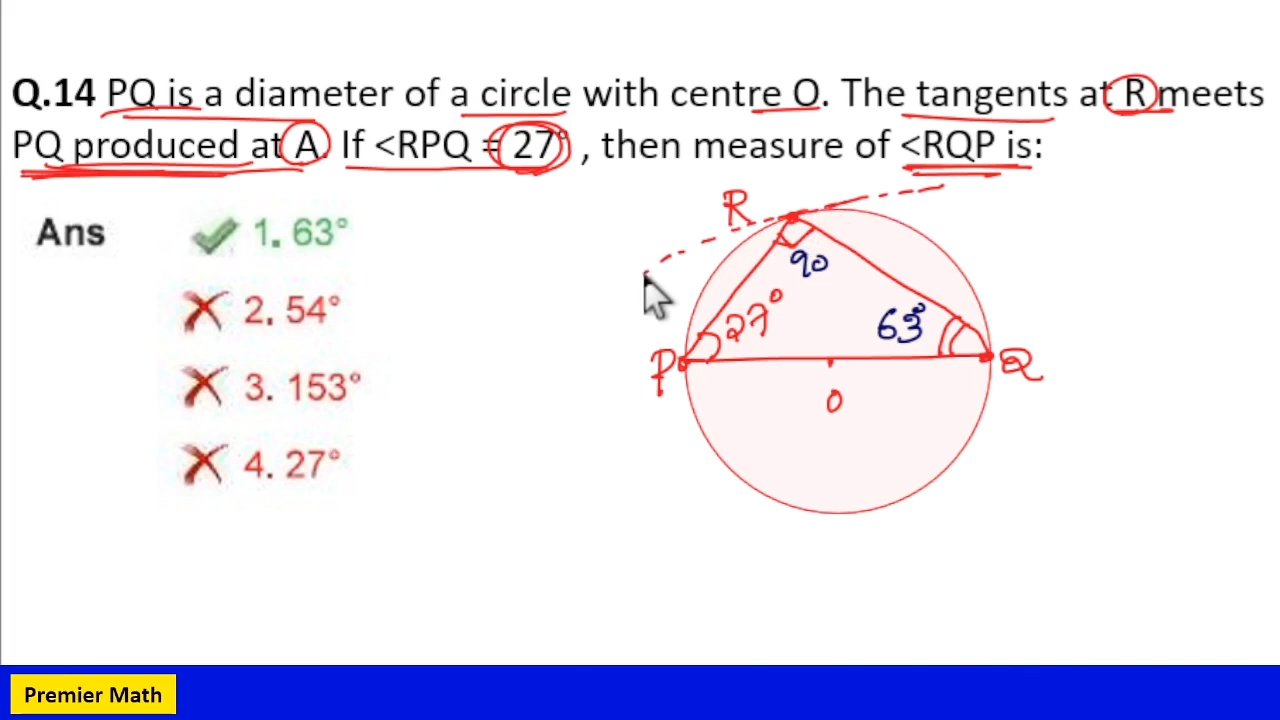 Q.14 PQ is a diameter of a circle with centre O. The tangents at R meets
PQ produced at A. If <RPQ = 27° , then measure of <RQP is:
Ans
1. 63°
2. 54°
3. 153°
4. 27°
R
90
27°
63°
P
Q
O
Premier Math